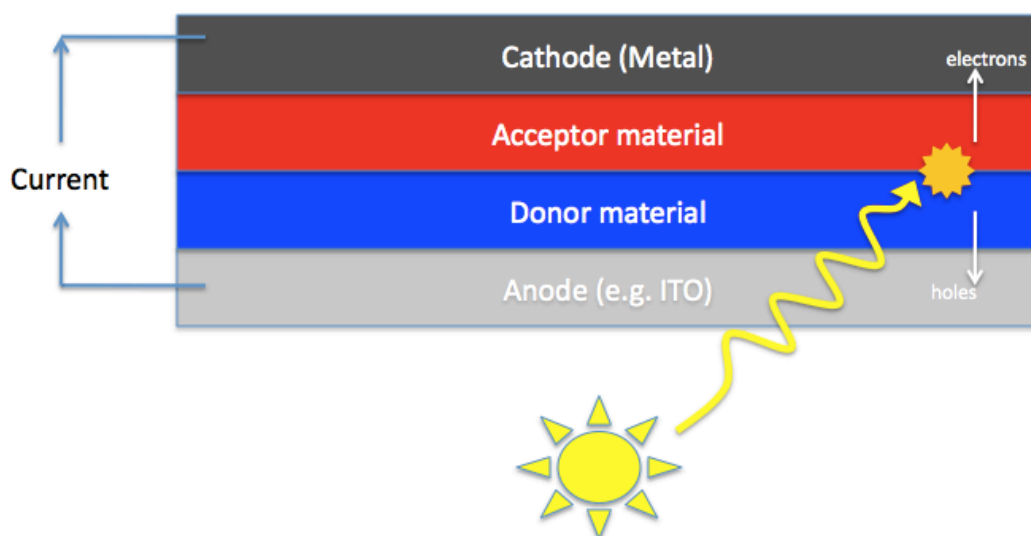 Cathode (Metal)
electrons
Acceptor material
Current
Donor material
Anode (e.g. ITO)
holes